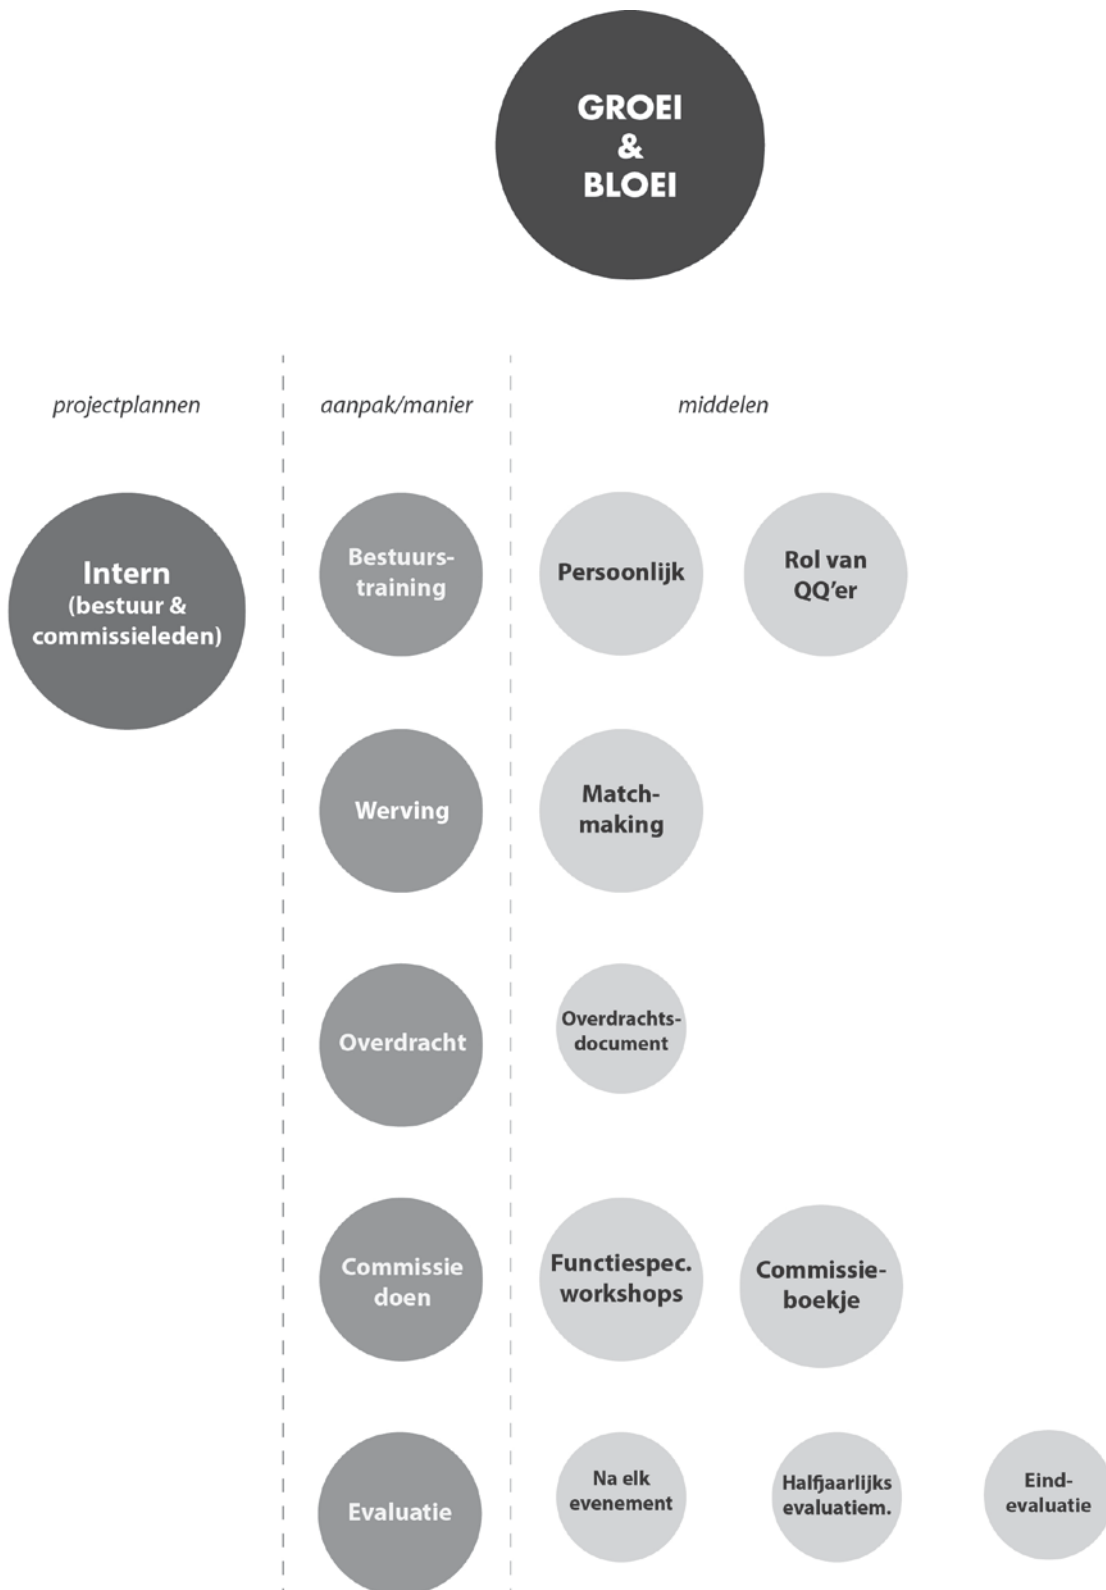 GROEI
&
BLOEI
projectplannen
aanpak/manier
middelen
Intern
(bestuur &
commissieleden)
Bestuurs-
training
Persoonlijk
Rol van
QQ’er
Werving
Match-
making
Overdracht
Overdrachts-
document
Commissie
doen
Functiespec.
workshops
Commissie-
boekje
Evaluatie
Na elk
evenement
Halfjaarlijks
evaluatiem.
Eind-
evaluatie